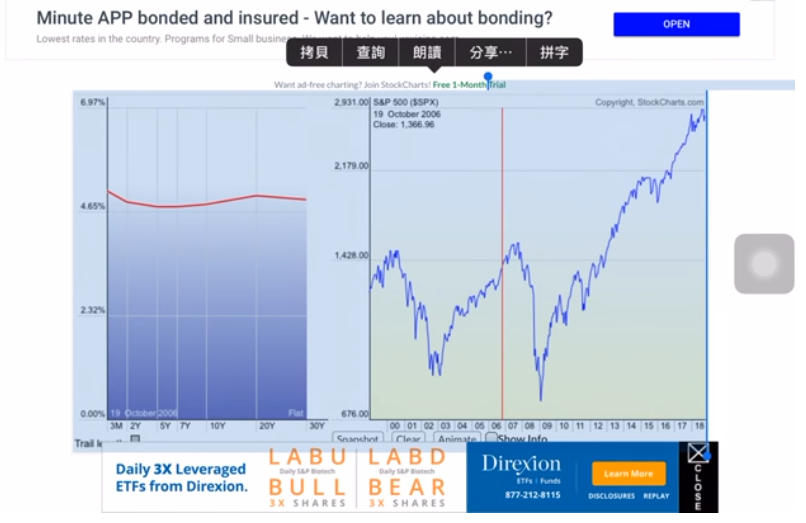 Minute APP bonded and insured - Want to learn about bonding?
OPEN
Lowest rates in the country. Programs for Small business.
拷貝 查詢 朗讀 分享… 拼字
Want ad-free charting? Join StockCharts! Free 1-Month Trial
6.97%
4.65%
2.32%
0.00%
19 October 2006
Flat
3M 2Y 5Y 7Y 10Y 20Y 30Y
2,931.00
2,179.00
1,428.00
676.00
S&P 500 ($SPX)
19 October 2006
Close: 1,366.96
Copyright, StockCharts.com
00 01 02 03 04 05 06 07 08 09 10 11 12 13 14 15 16 17 18
Trail
Snapshot Clear Animate Show Info
Daily 3X Leveraged
ETFs from Direxion.
LABU
Daily S&P Biotech
BULL
3X SHARES
LABD
Daily S&P Biotech
BEAR
3X SHARES
Direxion
ETFs | Funds
877-212-8115
Learn More
DISCLOSURES REPLAY
CLOSE